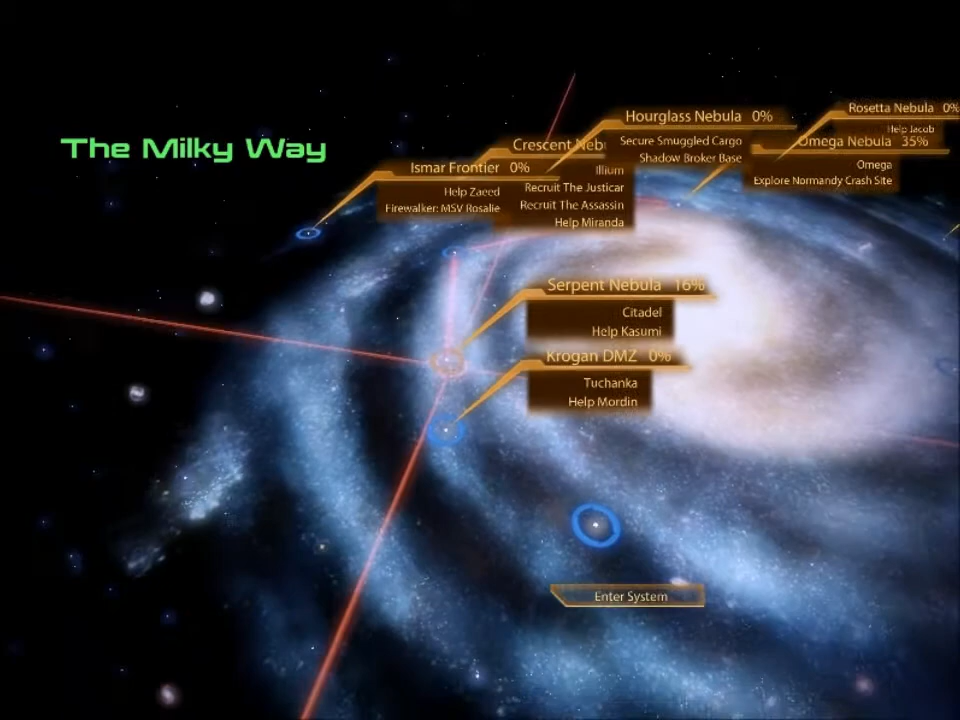 The Milky Way
Rosetta Nebula 0%
Help Jacob
Omega Nebula 35%
Omega
Explore Normandy Crash Site
Hourglass Nebula 0%
Secure Smuggled Cargo
Shadow Broker Base
Crescent Neb
Illium
Recruit The Justicar
Recruit The Assassin
Help Miranda
Ismar Frontier 0%
Help Zaeed
Firewalker: MSV Rosalie
Serpent Nebula 16%
Citadel
Help Kasumi
Krogan DMZ 0%
Tuchanka
Help Mordin
Enter System